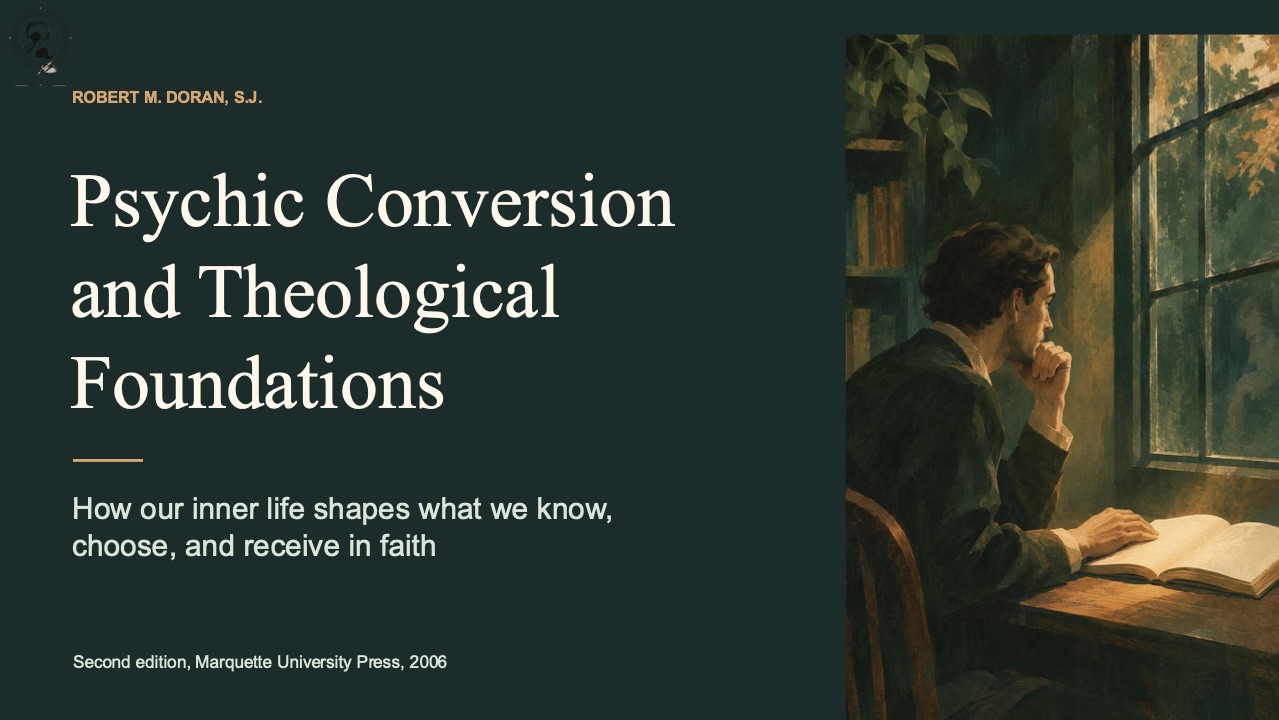 ROBERT M. DORAN, S.J.
Psychic Conversion
and Theological
Foundations
How our inner life shapes what we know,
choose, and receive in faith
Second edition, Marquette University Press, 2006